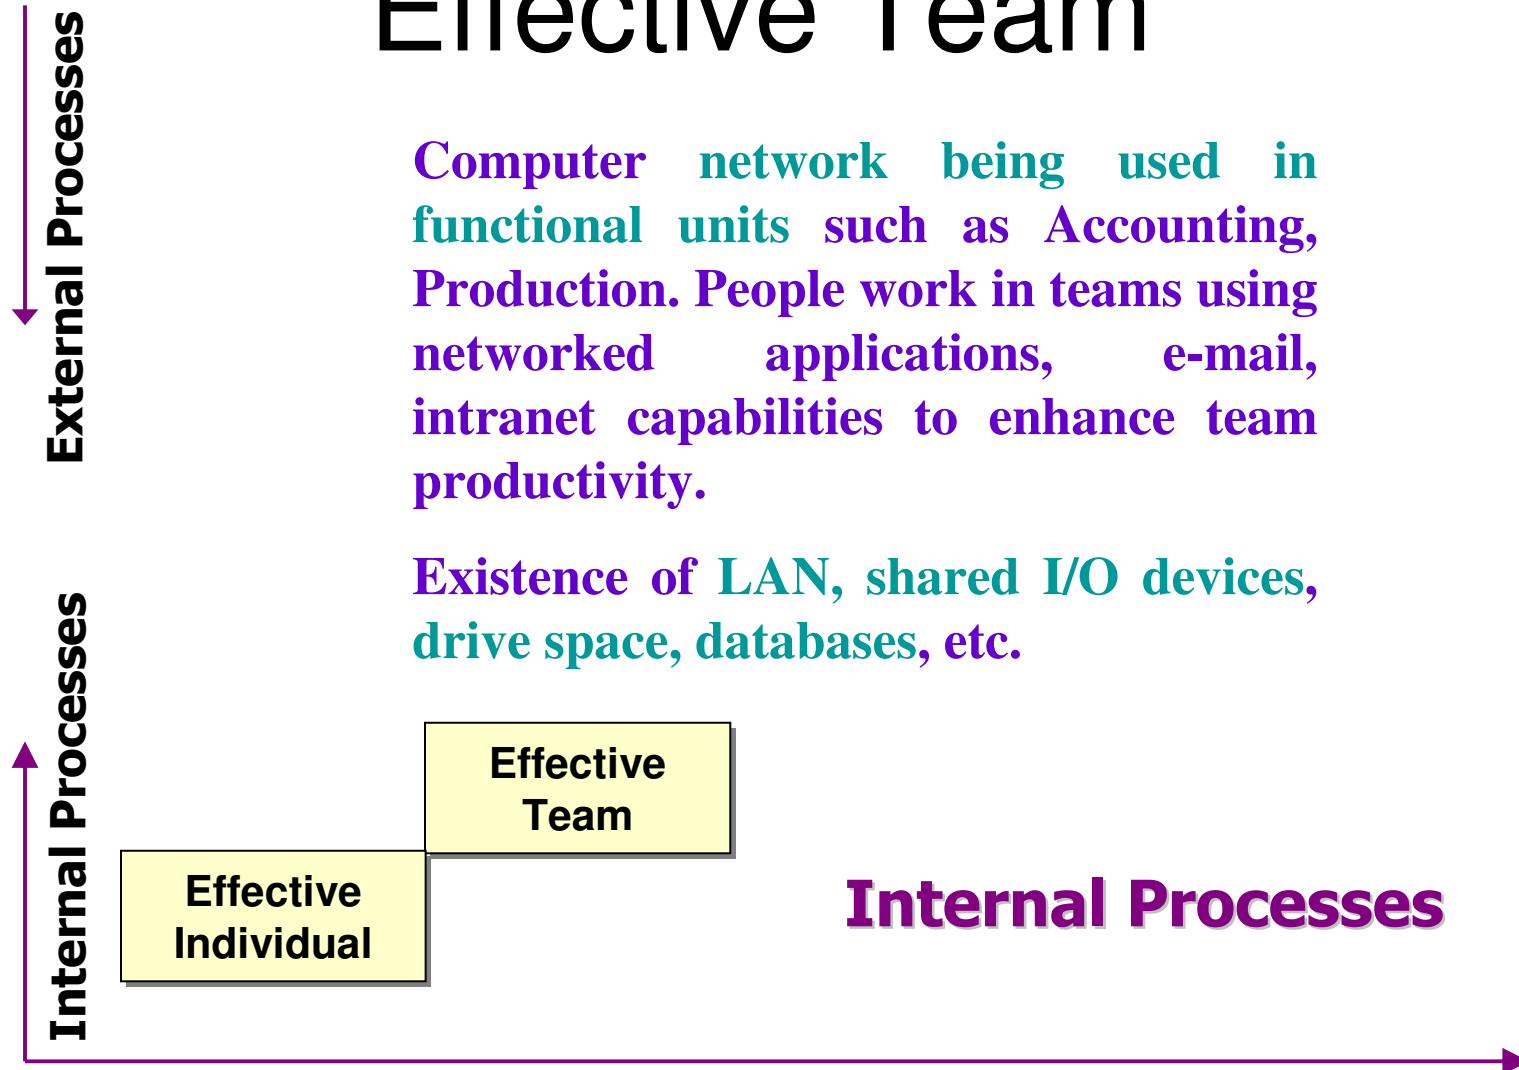 Effective Team
External Processes
Computer network being used in
functional units such as Accounting,
Production. People work in teams using
networked applications, e-mail,
intranet capabilities to enhance team
productivity.
Existence of LAN, shared I/O devices,
drive space, databases, etc.
Internal Processes
Effective
Team
Effective
Individual
Internal Processes